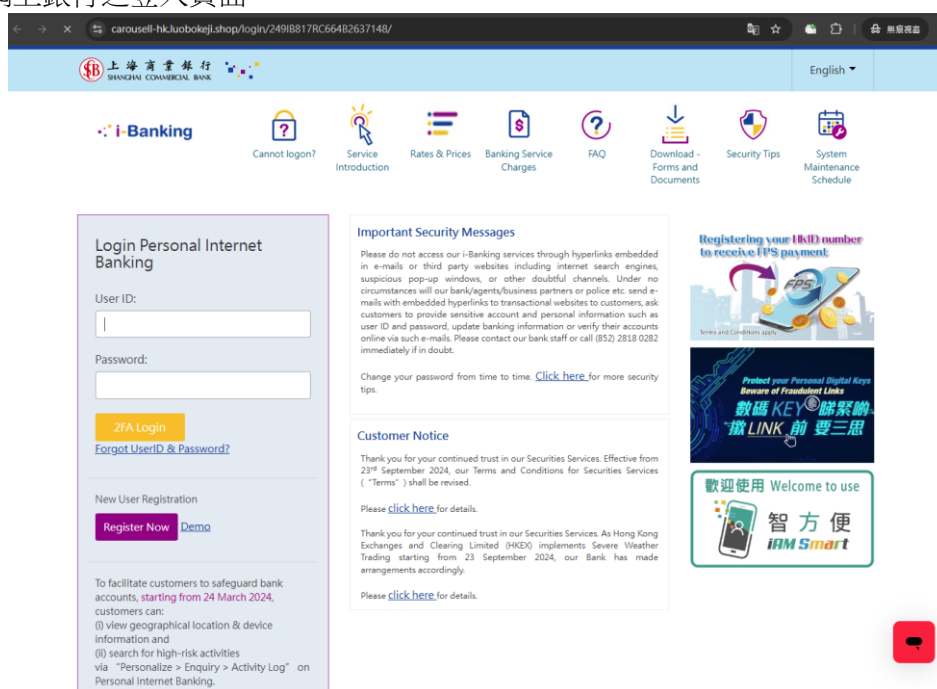 網上銀行之登入頁面
carousell-hk.luobokeji.shop/login/249I8817RC664B2637148/
無痕視窗
上海商業銀行
SHANGHAI COMMERCIAL BANK
English
i-Banking
Cannot logon?
Service
Introduction
Rates & Prices
Banking Service
Charges
FAQ
Download -
Forms and
Documents
Security Tips
System
Maintenance
Schedule
Login Personal Internet
Banking
User ID:
Password:
2FA Login
Forgot UserID & Password?
New User Registration
Register Now Demo
To facilitate customers to safeguard bank
accounts, starting from 24 March 2024,
customers can:
(i) view geographical location & device
information and
(ii) search for high-risk activities
via "Personalize > Enquiry > Activity Log" on
Personal Internet Banking.
Important Security Messages
Please do not access our i-Banking services through hyperlinks embedded
in e-mails or third party websites including internet search engines,
suspicious pop-up windows, or other doubtful channels. Under no
circumstances will our bank/agents/business partners or police etc. send e-
mails with embedded hyperlinks to transactional websites to customers, ask
customers to provide sensitive account and personal information such as
user ID and password, update banking information or verify their accounts
online via such e-mails. Please contact our bank staff or call (852) 2818 0282
immediately if in doubt.
Change your password from time to time. Click here for more security
tips.
Customer Notice
Thank you for your continued trust in our Securities Services. Effective from
23rd September 2024, our Terms and Conditions for Securities Services
( "Terms" ) shall be revised.
Please click here for details.
Thank you for your continued trust in our Securities Services. As Hong Kong
Exchanges and Clearing Limited (HKEX) implements Severe Weather
Trading starting from 23 September 2024, our Bank has made
arrangements accordingly.
Please click here for details.
Registering your HKID number
to receive FPS payment
FPS
Terms and Conditions apply
Protect your Personal Digital Keys
Beware of Fraudulent Links
數碼 KEY 睇緊啲
撳 LINK 前 要三思
歡迎使用 Welcome to use
智方便
iAM Smart